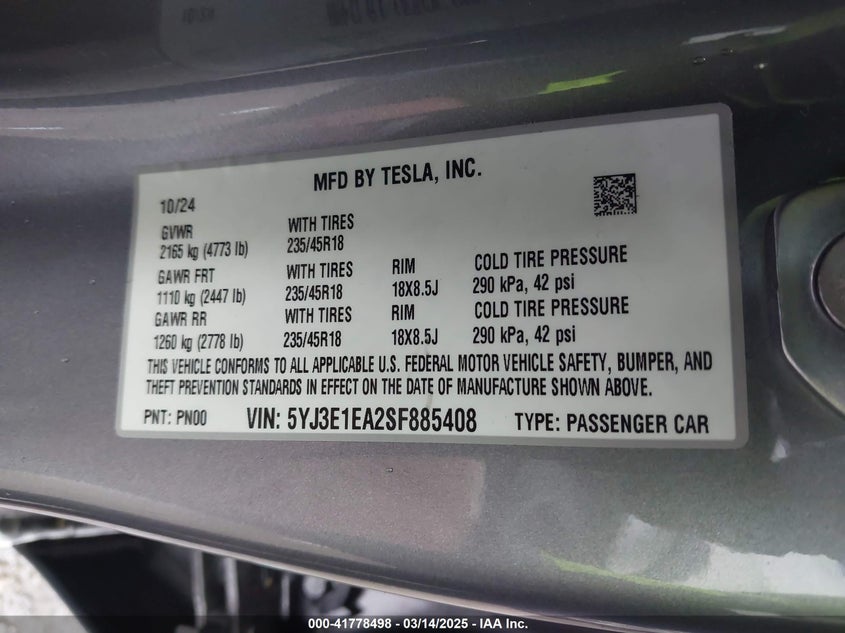 MFD BY TESLA, INC.
10/24
GVWR WITH TIRES
2165 kg (4773 lb) 235/45R18
GAWR FRT WITH TIRES RIM COLD TIRE PRESSURE
1110 kg (2447 lb) 235/45R18 18X8.5J 290 kPa, 42 psi
GAWR RR WITH TIRES RIM COLD TIRE PRESSURE
1260 kg (2778 lb) 235/45R18 18X8.5J 290 kPa, 42 psi
THIS VEHICLE CONFORMS TO ALL APPLICABLE U.S. FEDERAL MOTOR VEHICLE SAFETY, BUMPER, AND
THEFT PREVENTION STANDARDS IN EFFECT ON THE DATE OF MANUFACTURE SHOWN ABOVE.
PNT: PN00 VIN: 5YJ3E1EA2SF885408 TYPE: PASSENGER CAR
000-41778498 - 03/14/2025 - IAA Inc.